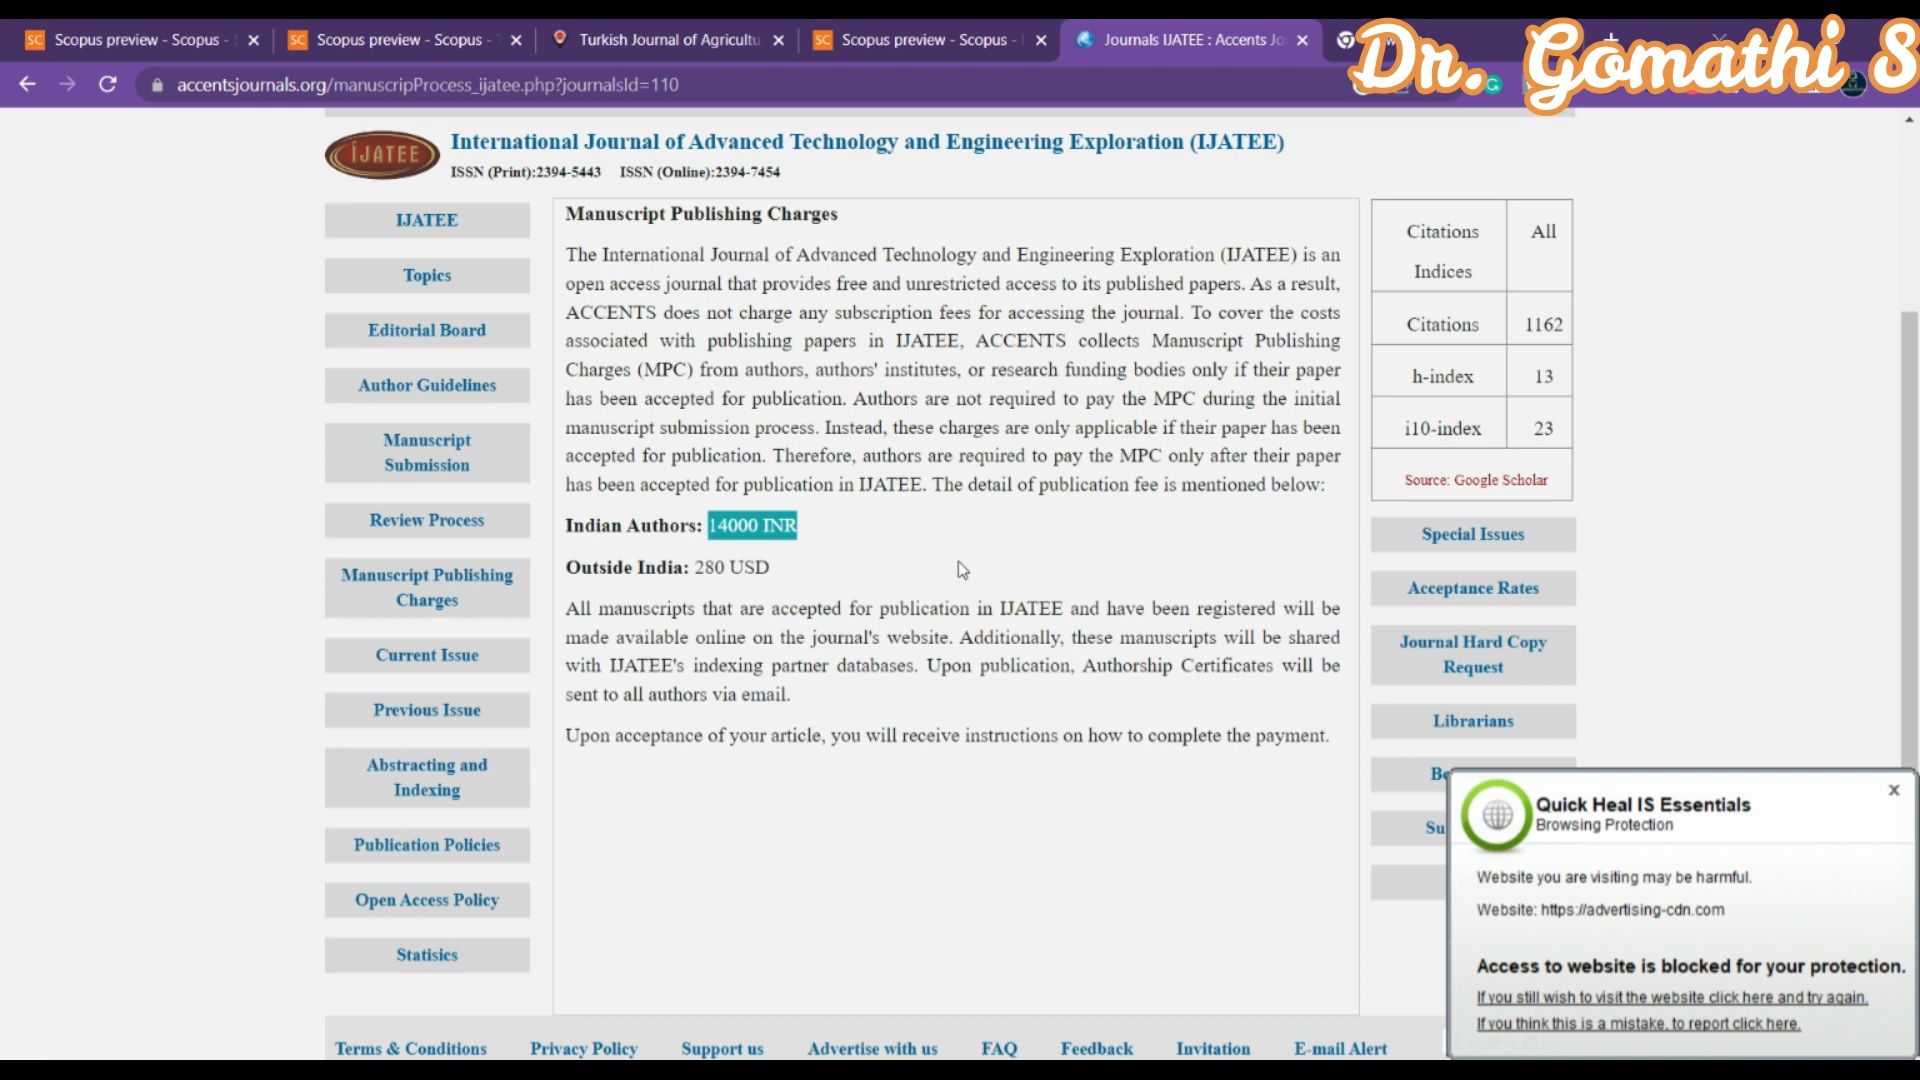 Scopus preview - Scopus -
Scopus preview - Scopus -
Turkish Journal of Agricultu
Scopus preview - Scopus -
Journals IJATEE : Accents Jo
Dr. Gomathi S
accentsjournals.org/manuscripProcess_ijatee.php?journalsId=110
IJATEE
International Journal of Advanced Technology and Engineering Exploration (IJATEE)
ISSN (Print):2394-5443 ISSN (Online):2394-7454
IJATEE
Topics
Editorial Board
Author Guidelines
Manuscript
Submission
Review Process
Manuscript Publishing
Charges
Current Issue
Previous Issue
Abstracting and
Indexing
Publication Policies
Open Access Policy
Statisics
Manuscript Publishing Charges
The International Journal of Advanced Technology and Engineering Exploration (IJATEE) is an
open access journal that provides free and unrestricted access to its published papers. As a result,
ACCENTS does not charge any subscription fees for accessing the journal. To cover the costs
associated with publishing papers in IJATEE, ACCENTS collects Manuscript Publishing
Charges (MPC) from authors, authors' institutes, or research funding bodies only if their paper
has been accepted for publication. Authors are not required to pay the MPC during the initial
manuscript submission process. Instead, these charges are only applicable if their paper has been
accepted for publication. Therefore, authors are required to pay the MPC only after their paper
has been accepted for publication in IJATEE. The detail of publication fee is mentioned below:
Indian Authors: 14000 INR
Outside India: 280 USD
All manuscripts that are accepted for publication in IJATEE and have been registered will be
made available online on the journal's website. Additionally, these manuscripts will be shared
with IJATEE's indexing partner databases. Upon publication, Authorship Certificates will be
sent to all authors via email.
Upon acceptance of your article, you will receive instructions on how to complete the payment.
Citations All
Indices
Citations 1162
h-index 13
i10-index 23
Source: Google Scholar
Special Issues
Acceptance Rates
Journal Hard Copy
Request
Librarians
Quick Heal IS Essentials
Browsing Protection
Website you are visiting may be harmful.
Website: https://advertising-cdn.com
Access to website is blocked for your protection.
If you still wish to visit the website click here and try again.
If you think this is a mistake, to report click here.
Terms & Conditions Privacy Policy Support us Advertise with us FAQ Feedback Invitation E-mail Alert